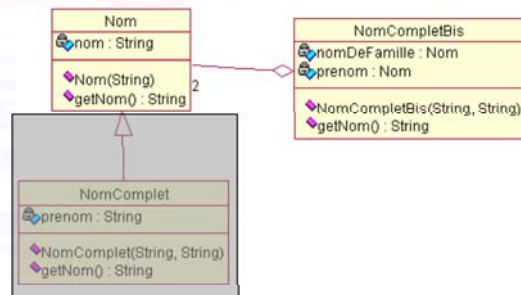 Nom
nom : String
Nom(String)
getNom() : String
2
NomCompletBis
nomDeFamille : Nom
prenom : Nom
NomCompletBis(String, String)
getNom() : String
NomComplet
prenom : String
NomComplet(String, String)
getNom() : String